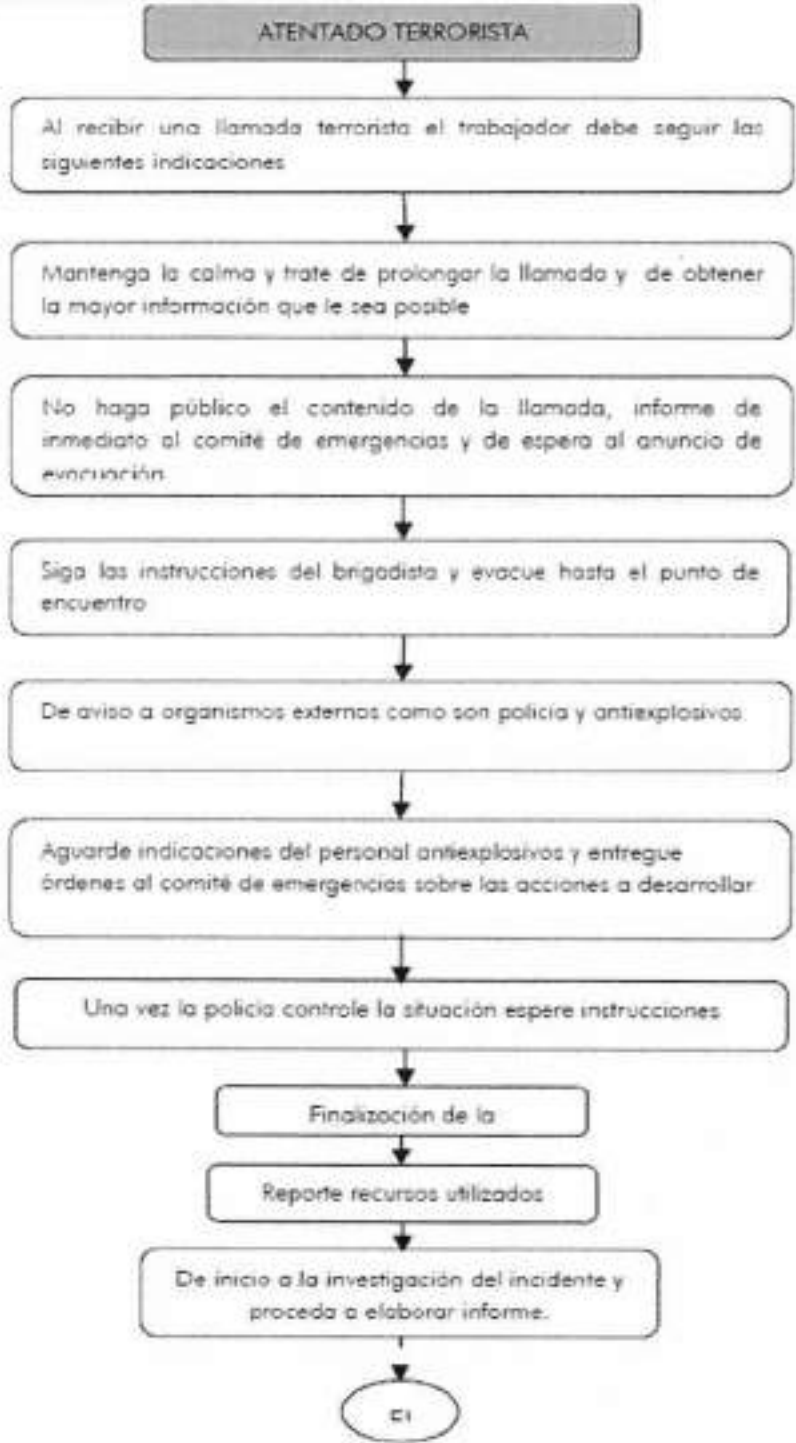 ATENTADO TERRORISTA
Al recibir una llamada terrorista el trabajador debe seguir las
siguientes indicaciones
Mantenga la calma y trate de prolongar la llamada y de obtener
la mayor información que le sea posible
No haga público el contenido de la llamada, informe de
inmediato al comité de emergencias y de espera al anuncio de
evacuación
Siga las instrucciones del brigadista y evacue hasta el punto de
encuentro
De aviso a organismos externos como son policia y antiexplosivos
Aguarde indicaciones del personal antiexplosivos y entregue
órdenes al comité de emergencias sobre las acciones a desarrollar
Una vez la policia controle la situación espere instrucciones
Finalización de la
Reporte recursos utilizados
De inicio a la investigación del incidente y
proceda a elaborar informe.